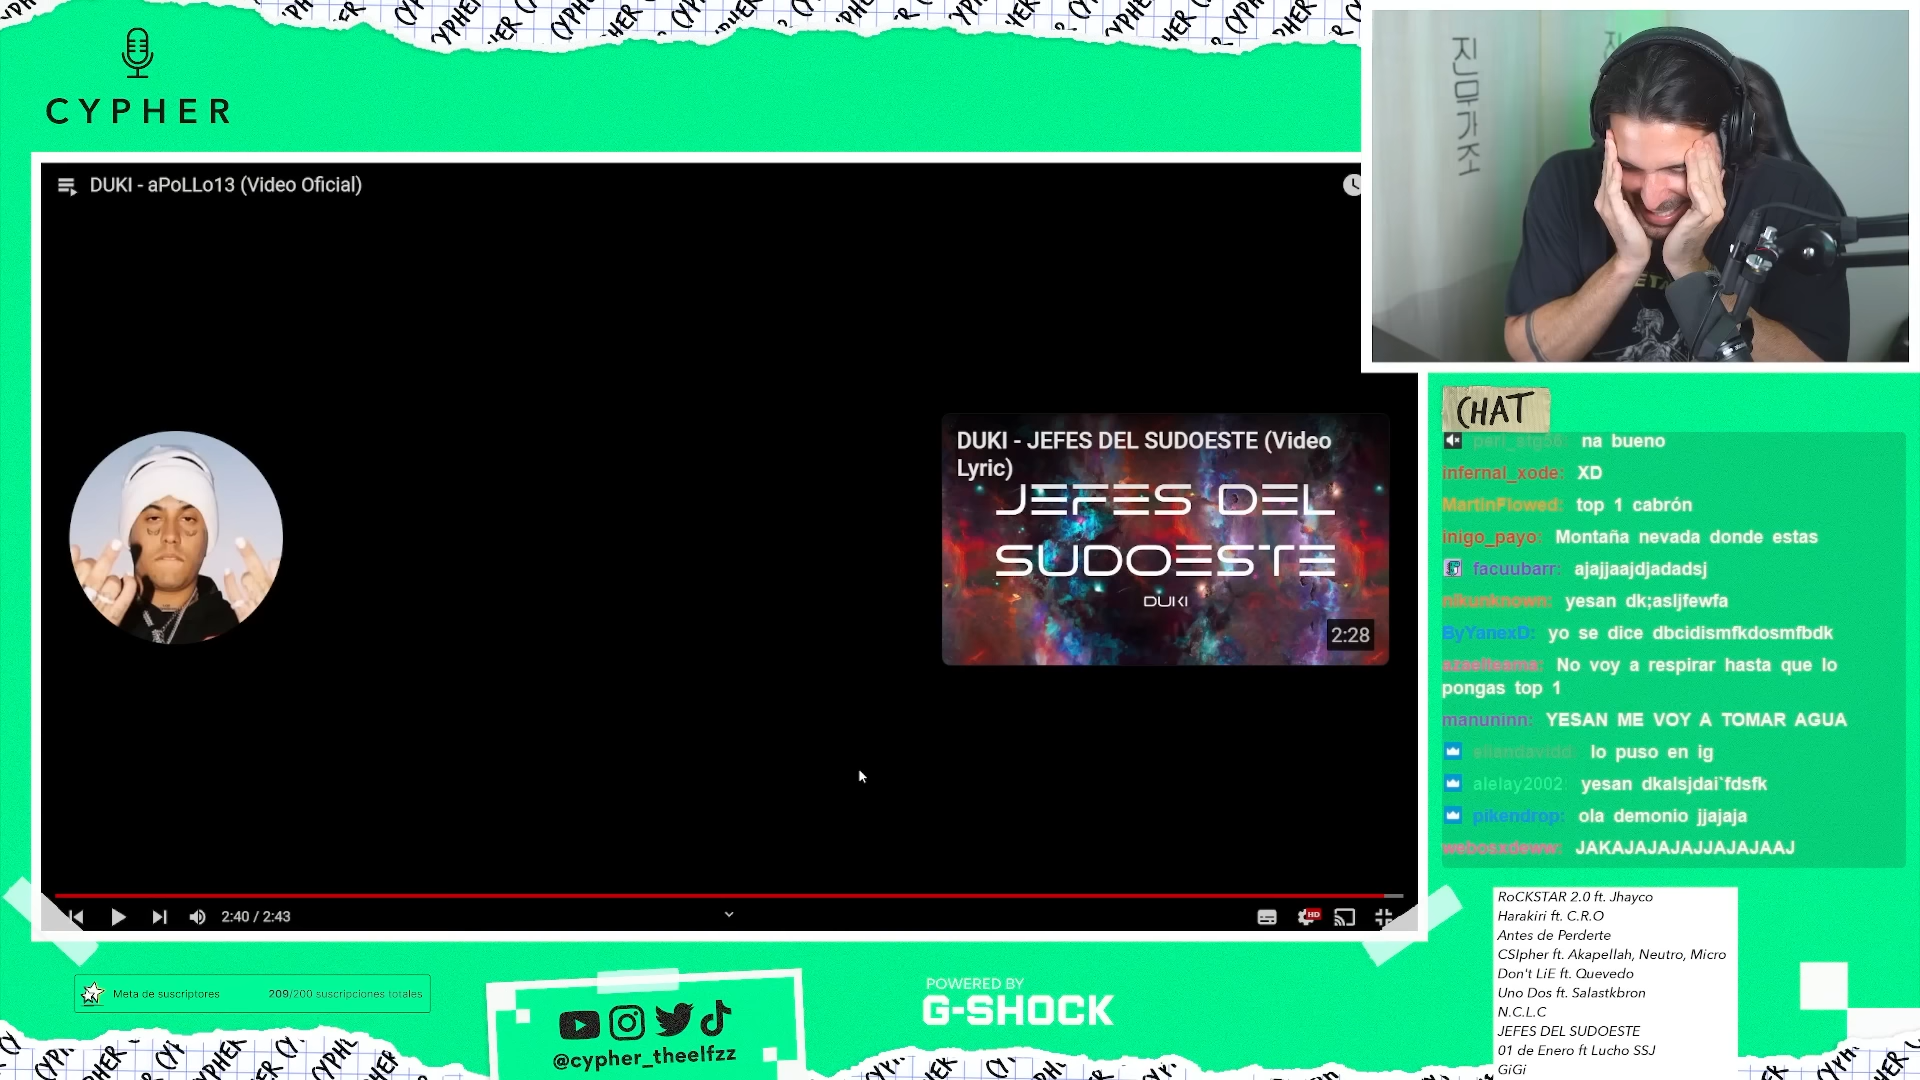 CYPHER
DUKI - aPoLLo13 (Video Oficial)
DUKI - JEFES DEL SUDOESTE (Video
Lyric)
JEFES DEL
SUDOESTE
DUKI
2:28
2:40 / 2:43
HD
CHAT
na bueno
infernal_xode: XD
MartinFlowed: top 1 cabrón
inigo_payo: Montaña nevada donde estas
facuubarr: ajajjaajdjadadsj
nikunknown: yesan dk;asljfewfa
ByYanexD: yo se dice dbcidismfkdosmfbdk
No voy a respirar hasta que lo
pongas top 1
manuninn: YESAN ME VOY A TOMAR AGUA
lo puso en ig
alelay2002: yesan dkalsjdai`fdsfk
pikendrop: ola demonio jjajaja
JAKAJAJAJAJJAJAJAAJ
RoCKSTAR 2.0 ft. Jhayco
Harakiri ft. C.R.O
Antes de Perderte
CSIpher ft. Akapellah, Neutro, Micro
Don't LiE ft. Quevedo
Uno Dos ft. Salastkbron
N.C.L.C
JEFES DEL SUDOESTE
01 de Enero ft Lucho SSJ
GiGi
Meta de suscriptores 209/200 suscripciones totales
@cypher_theelfzz
POWERED BY
G-SHOCK